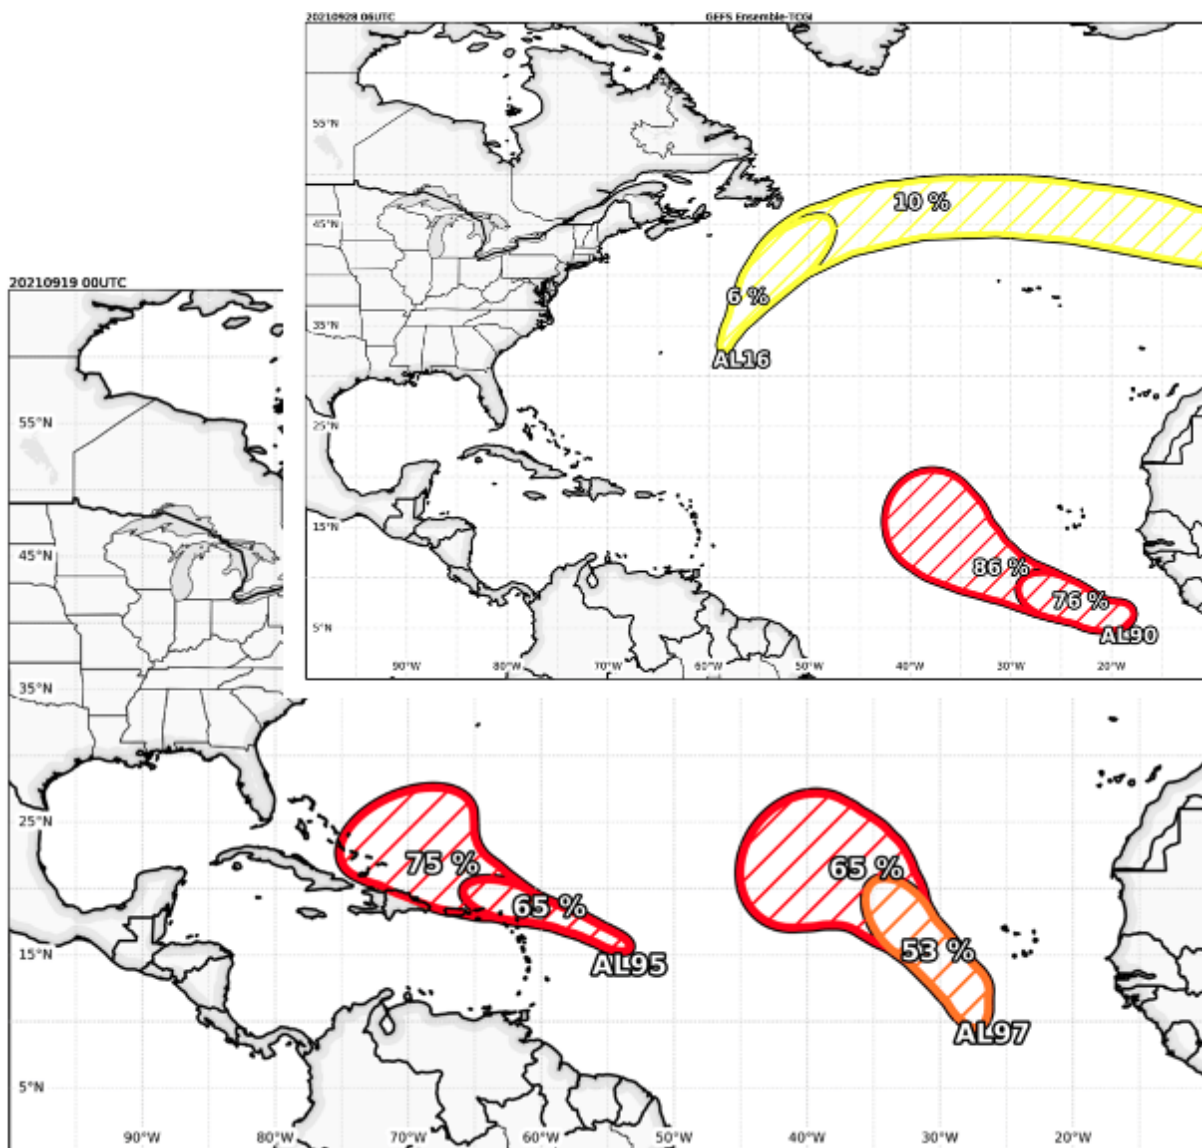 20210928 06UTC GEFS Ensemble-TCGI
55°N
10 %
45°N
6 %
35°N
AL16
25°N
15°N
86 %
76 %
5°N
AL90
90°W 80°W 70°W 60°W 50°W 40°W 30°W 20°W
20210919 00UTC
55°N
45°N
35°N
25°N
75 %
65 %
65 %
53 %
15°N
AL95
AL97
5°N
90°W 80°W 70°W 60°W 50°W 40°W 30°W 20°W